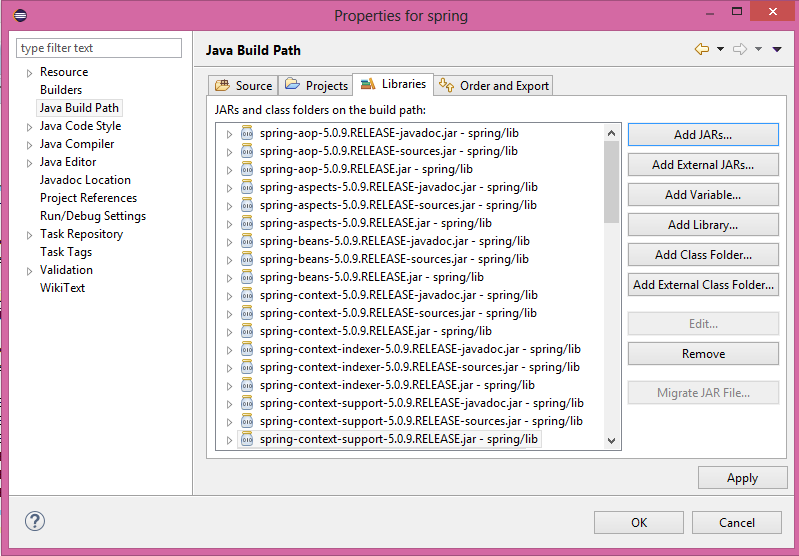 Properties for spring
type filter text
Resource
Builders
Java Build Path
Java Code Style
Java Compiler
Java Editor
Javadoc Location
Project References
Run/Debug Settings
Task Repository
Task Tags
Validation
WikiText
Java Build Path
Source
Projects
Libraries
Order and Export
JARs and class folders on the build path:
spring-aop-5.0.9.RELEASE-javadoc.jar - spring/lib
spring-aop-5.0.9.RELEASE-sources.jar - spring/lib
spring-aop-5.0.9.RELEASE.jar - spring/lib
spring-aspects-5.0.9.RELEASE-javadoc.jar - spring/lib
spring-aspects-5.0.9.RELEASE-sources.jar - spring/lib
spring-aspects-5.0.9.RELEASE.jar - spring/lib
spring-beans-5.0.9.RELEASE-javadoc.jar - spring/lib
spring-beans-5.0.9.RELEASE-sources.jar - spring/lib
spring-beans-5.0.9.RELEASE.jar - spring/lib
spring-context-5.0.9.RELEASE-javadoc.jar - spring/lib
spring-context-5.0.9.RELEASE-sources.jar - spring/lib
spring-context-5.0.9.RELEASE.jar - spring/lib
spring-context-indexer-5.0.9.RELEASE-javadoc.jar - spring/lib
spring-context-indexer-5.0.9.RELEASE-sources.jar - spring/lib
spring-context-indexer-5.0.9.RELEASE.jar - spring/lib
spring-context-support-5.0.9.RELEASE-javadoc.jar - spring/lib
spring-context-support-5.0.9.RELEASE-sources.jar - spring/lib
spring-context-support-5.0.9.RELEASE.jar - spring/lib
Add JARs...
Add External JARs...
Add Variable...
Add Library...
Add Class Folder...
Add External Class Folder...
Edit...
Remove
Migrate JAR File...
Apply
OK
Cancel